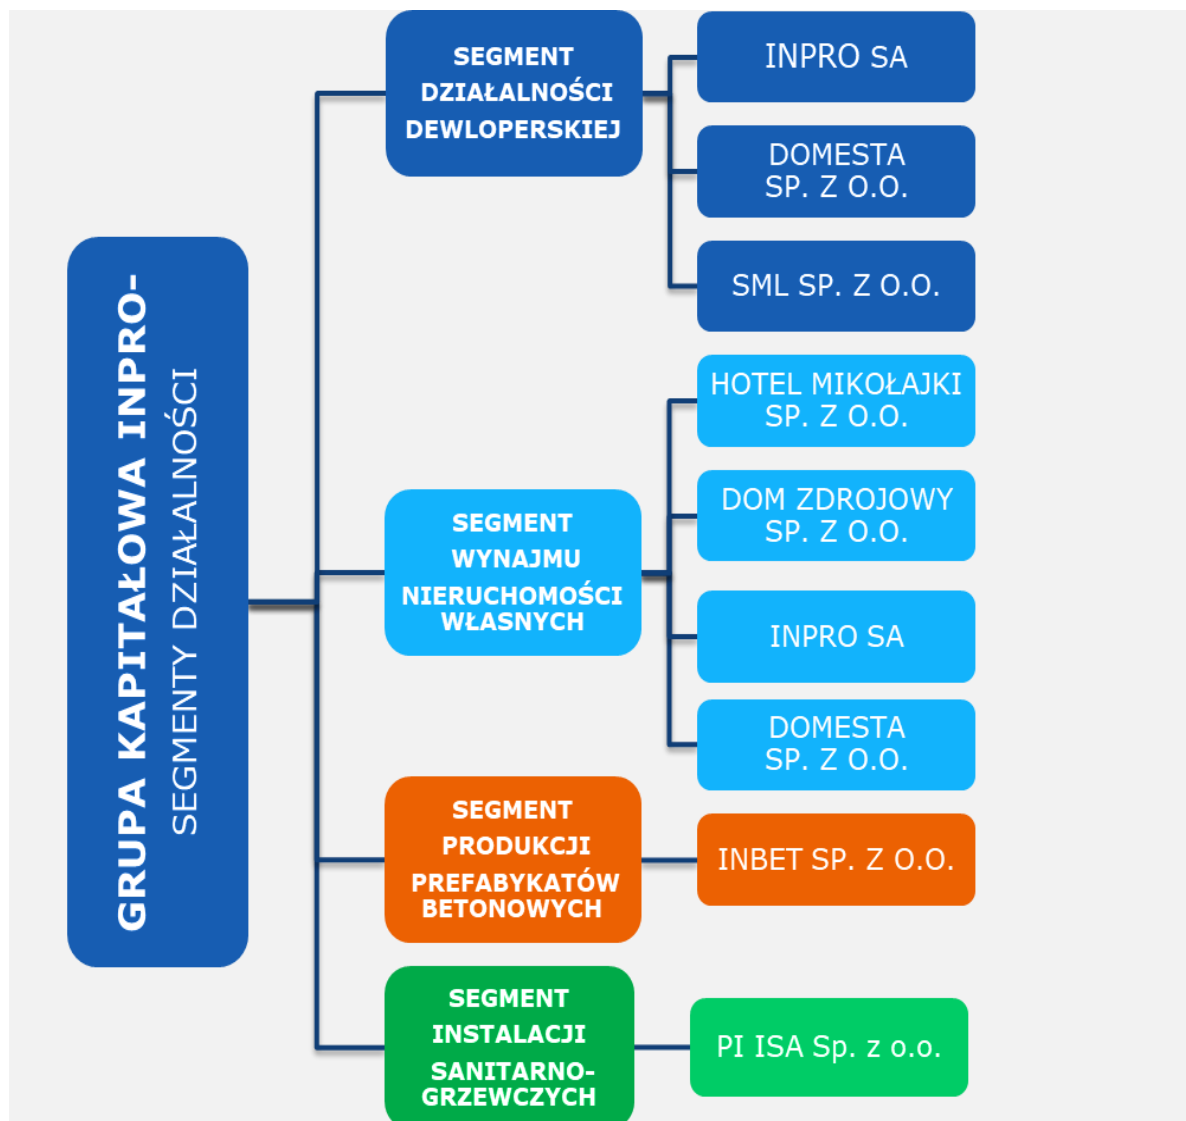 GRUPA KAPITAŁOWA INPRO-
SEGMENTY DZIAŁALNOŚCI
SEGMENT
DZIAŁALNOŚCI
DEWLOPERSKIEJ
INPRO SA
DOMESTA
SP. Z O.O.
SML SP. Z O.O.
SEGMENT
WYNAJMU
NIERUCHOMOŚCI
WŁASNYCH
HOTEL MIKOŁAJKI
SP. Z O.O.
DOM ZDROJOWY
SP. Z O.O.
INPRO SA
DOMESTA
SP. Z O.O.
SEGMENT
PRODUKCJI
PREFABYKATÓW
BETONOWYCH
INBET SP. Z O.O.
SEGMENT
INSTALACJI
SANITARNO-
GRZEWCZYCH
PI ISA Sp. z o.o.